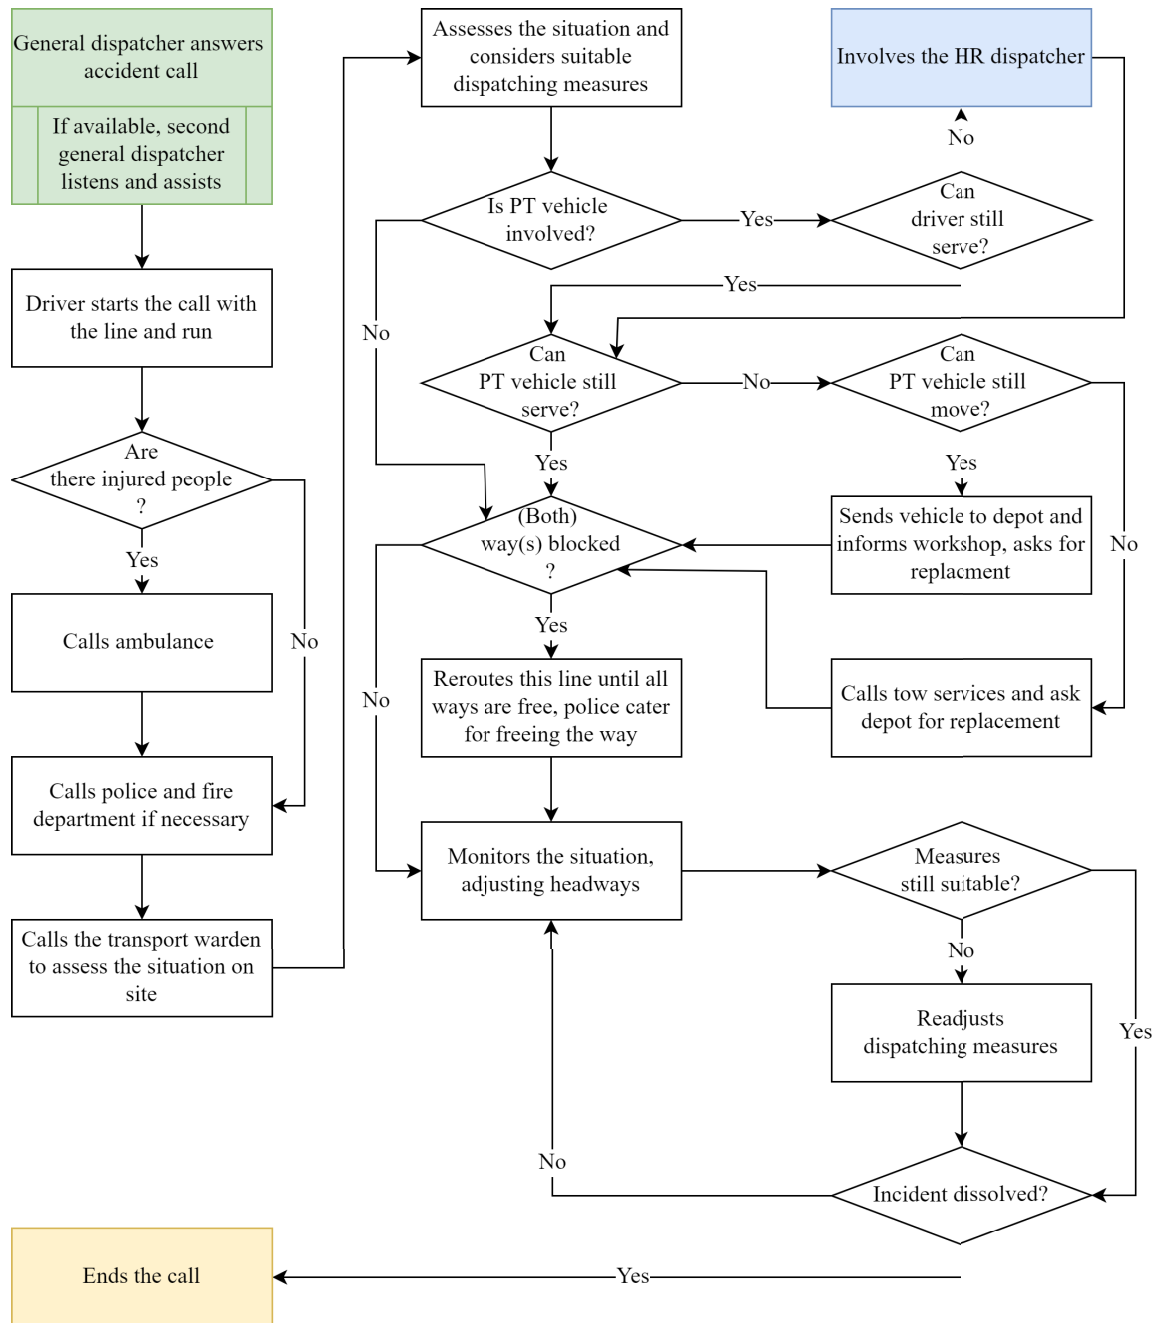 General dispatcher answers
accident call
If available, second
general dispatcher
listens and assists
Driver starts the call with
the line and run
Are
there injured people
?
Yes
No
Calls ambulance
Calls police and fire
department if necessary
Calls the transport warden
to assess the situation on
site
Assesses the situation and
considers suitable
dispatching measures
Is PT vehicle
involved?
Yes
No
Can
driver still
serve?
No
Involves the HR dispatcher
Yes
Can
PT vehicle still
serve?
No
Yes
Can
PT vehicle still
move?
Yes
No
Sends vehicle to depot and
informs workshop, asks for
replacment
Calls tow services and ask
depot for replacement
(Both)
way(s) blocked
?
Yes
No
Reroutes this line until all
ways are free, police cater
for freeing the way
Monitors the situation,
adjusting headways
Measures
still suitable?
No
Yes
Readjusts
dispatching measures
Incident dissolved?
No
Yes
Ends the call